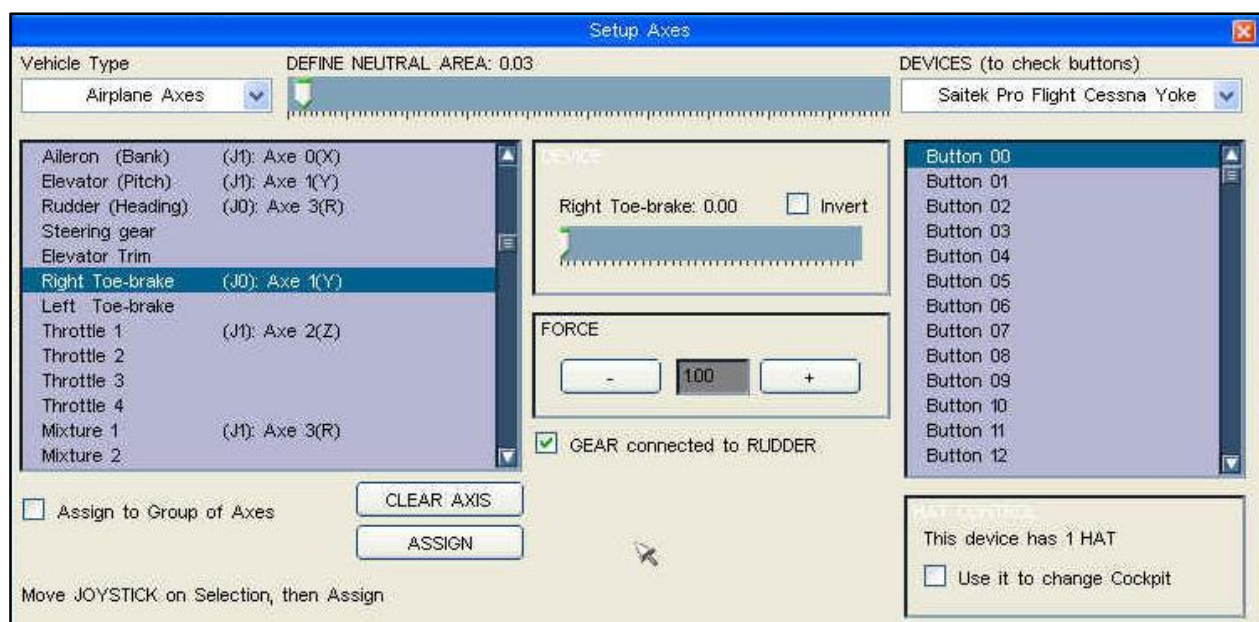 Setup Axes
Vehicle Type
DEFINE NEUTRAL AREA: 0.03
DEVICES (to check buttons)
Airplane Axes
Saitek Pro Flight Cessna Yoke
Aileron (Bank) (J1): Axe 0(X)
Elevator (Pitch) (J1): Axe 1(Y)
Rudder (Heading) (J0): Axe 3(R)
Steering gear
Elevator Trim
Right Toe-brake (J0): Axe 1(Y)
Left Toe-brake
Throttle 1 (J1): Axe 2(Z)
Throttle 2
Throttle 3
Throttle 4
Mixture 1 (J1): Axe 3(R)
Mixture 2
DEVICE
Right Toe-brake: 0.00
Invert
FORCE
-
1.00
+
GEAR connected to RUDDER
Button 00
Button 01
Button 02
Button 03
Button 04
Button 05
Button 06
Button 07
Button 08
Button 09
Button 10
Button 11
Button 12
Assign to Group of Axes
CLEAR AXIS
ASSIGN
Move JOYSTICK on Selection, then Assign
HAT CONTROL
This device has 1 HAT
Use it to change Cockpit